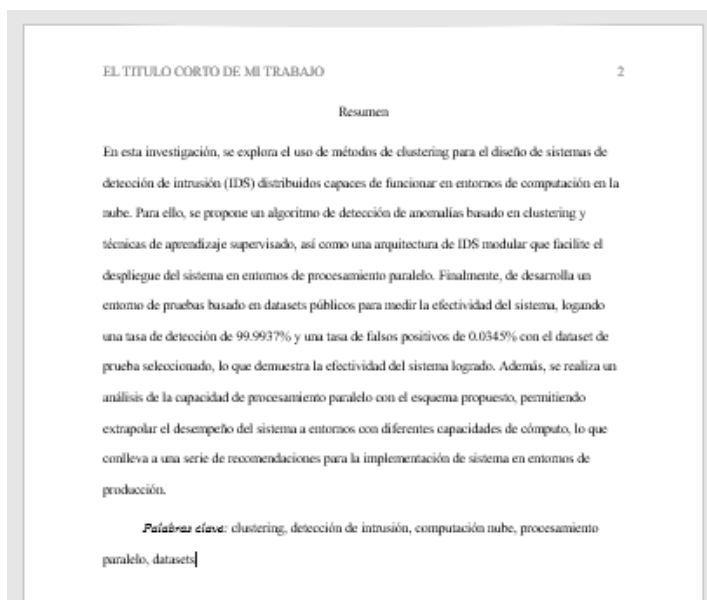 EL TITULO CORTO DE MI TRABAJO 2
Resumen
En esta investigación, se explora el uso de métodos de clustering para el diseño de sistemas de
detección de intrusión (IDS) distribuidos capaces de funcionar en entornos de computación en la
nube. Para ello, se propone un algoritmo de detección de anomalías basado en clustering y
técnicas de aprendizaje supervisado, así como una arquitectura de IDS modular que facilite el
despliegue del sistema en entornos de procesamiento paralelo. Finalmente, de desarrolla un
entorno de pruebas basado en datasets públicos para medir la efectividad del sistema, logando
una tasa de detección de 99.9937% y una tasa de falsos positivos de 0.0345% con el dataset de
prueba seleccionado, lo que demuestra la efectividad del sistema logrado. Además, se realiza un
análisis de la capacidad de procesamiento paralelo con el esquema propuesto, permitiendo
extrapolar el desempeño del sistema a entornos con diferentes capacidades de cómputo, lo que
conlleva a una serie de recomendaciones para la implementación de sistema en entornos de
producción.
Palabras clave: clustering, detección de intrusión, computación nube, procesamiento
paralelo, datasets